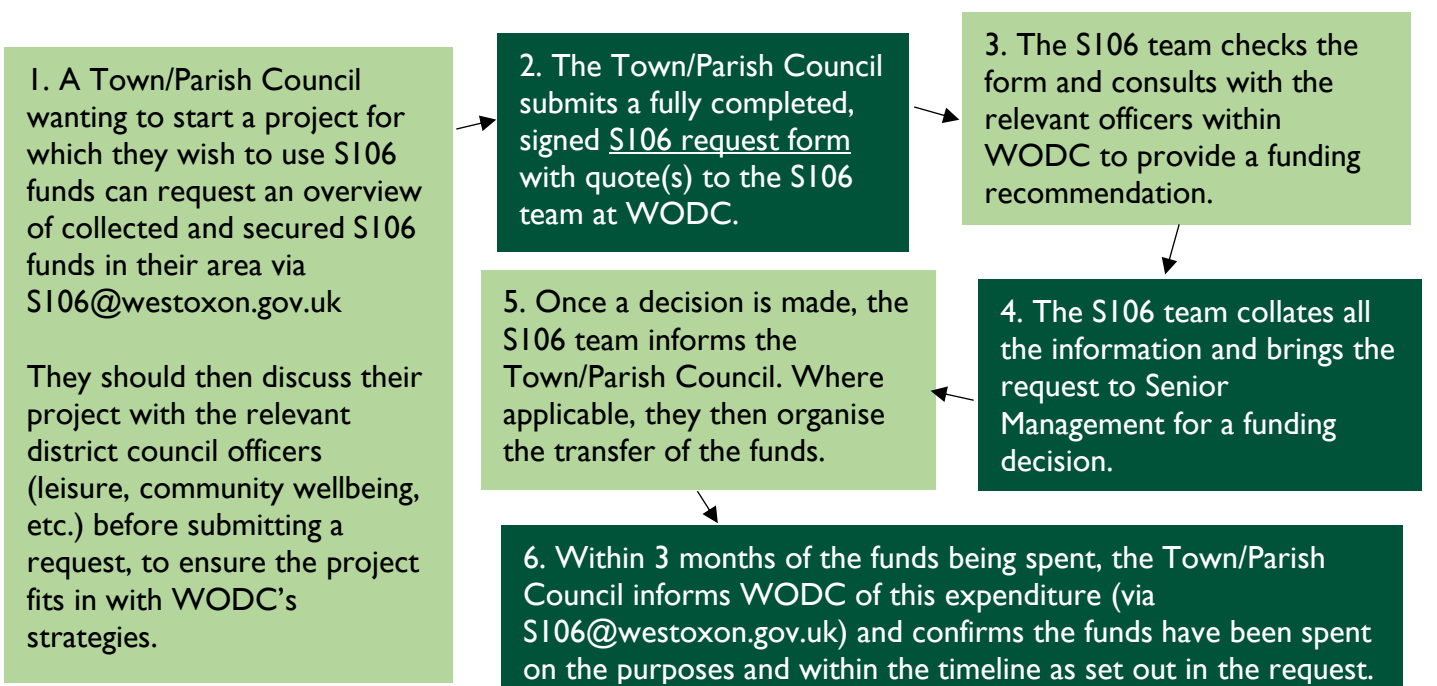 1. A Town/Parish Council
wanting to start a project for
which they wish to use S106
funds can request an overview
of collected and secured S106
funds in their area via
S106@westoxon.gov.uk
They should then discuss their
project with the relevant
district council officers
(leisure, community wellbeing,
etc.) before submitting a
request, to ensure the project
fits in with WODC’s
strategies.
2. The Town/Parish Council
submits a fully completed,
signed S106 request form
with quote(s) to the S106
team at WODC.
3. The S106 team checks the
form and consults with the
relevant officers within
WODC to provide a funding
recommendation.
4. The S106 team collates all
the information and brings the
request to Senior
Management for a funding
decision.
5. Once a decision is made, the
S106 team informs the
Town/Parish Council. Where
applicable, they then organise
the transfer of the funds.
6. Within 3 months of the funds being spent, the Town/Parish
Council informs WODC of this expenditure (via
S106@westoxon.gov.uk) and confirms the funds have been spent
on the purposes and within the timeline as set out in the request.